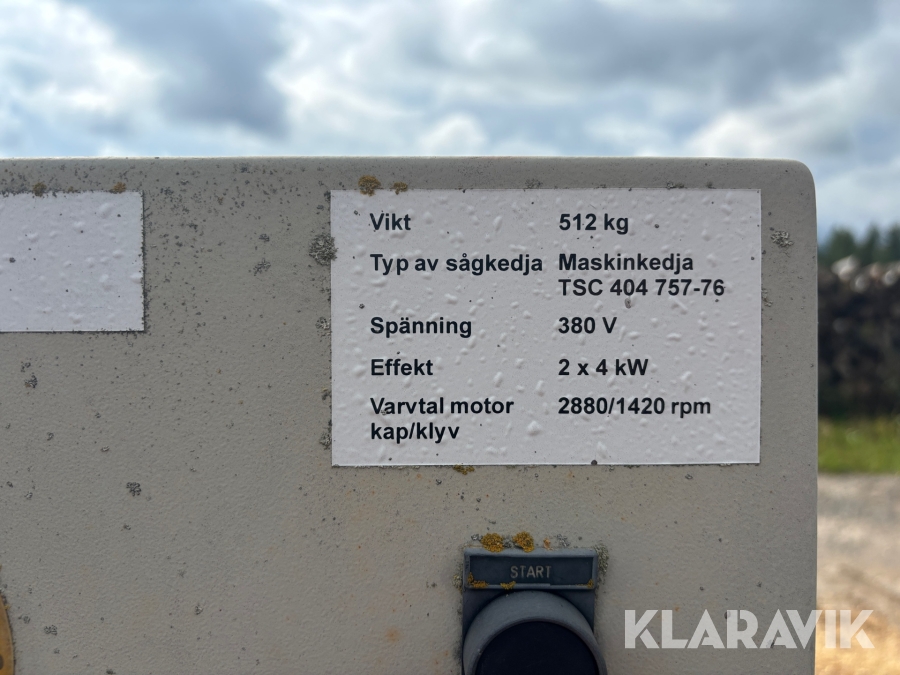 Vikt 512 kg
Typ av sågkedja Maskinkedja
TSC 404 757-76
Spänning 380 V
Effekt 2 x 4 kW
Varvtal motor 2880/1420 rpm
kap/klyv
START
KLARAVIK